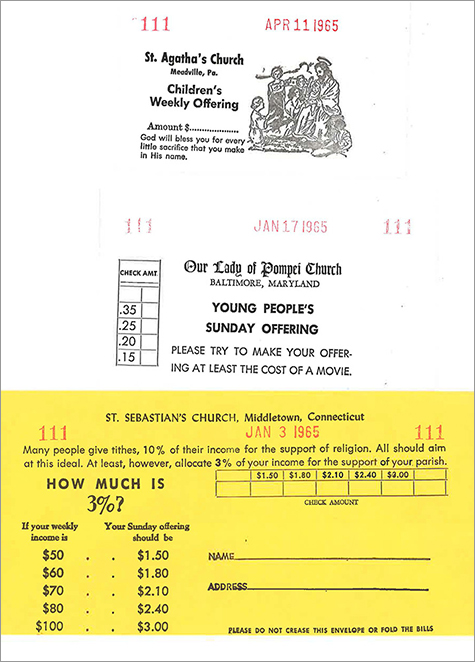 111 APR 11 1965
St. Agatha's Church
Meadville, Pa.
Children's
Weekly Offering
Amount $....................
God will bless you for every
little sacrifice that you make
in His name.
111 JAN 17 1965 111
Our Lady of Pompei Church
BALTIMORE, MARYLAND
CHECK AMT.
.35
.25
.20
.15
YOUNG PEOPLE'S
SUNDAY OFFERING
PLEASE TRY TO MAKE YOUR OFFER-
ING AT LEAST THE COST OF A MOVIE.
ST. SEBASTIAN'S CHURCH, Middletown, Connecticut
111 JAN 3 1965 111
Many people give tithes, 10% of their income for the support of religion. All should aim
at this ideal. At least, however, allocate 3% of your income for the support of your parish.
HOW MUCH IS
3%?
$1.50 $1.80 $2.10 $2.40 $3.00
CHECK AMOUNT
If your weekly Your Sunday offering
income is should be
$50 . . $1.50
$60 . . $1.80
$70 . . $2.10
$80 . . $2.40
$100 . . $3.00
NAME
ADDRESS
PLEASE DO NOT CREASE THIS ENVELOPE OR FOLD THE BILLS